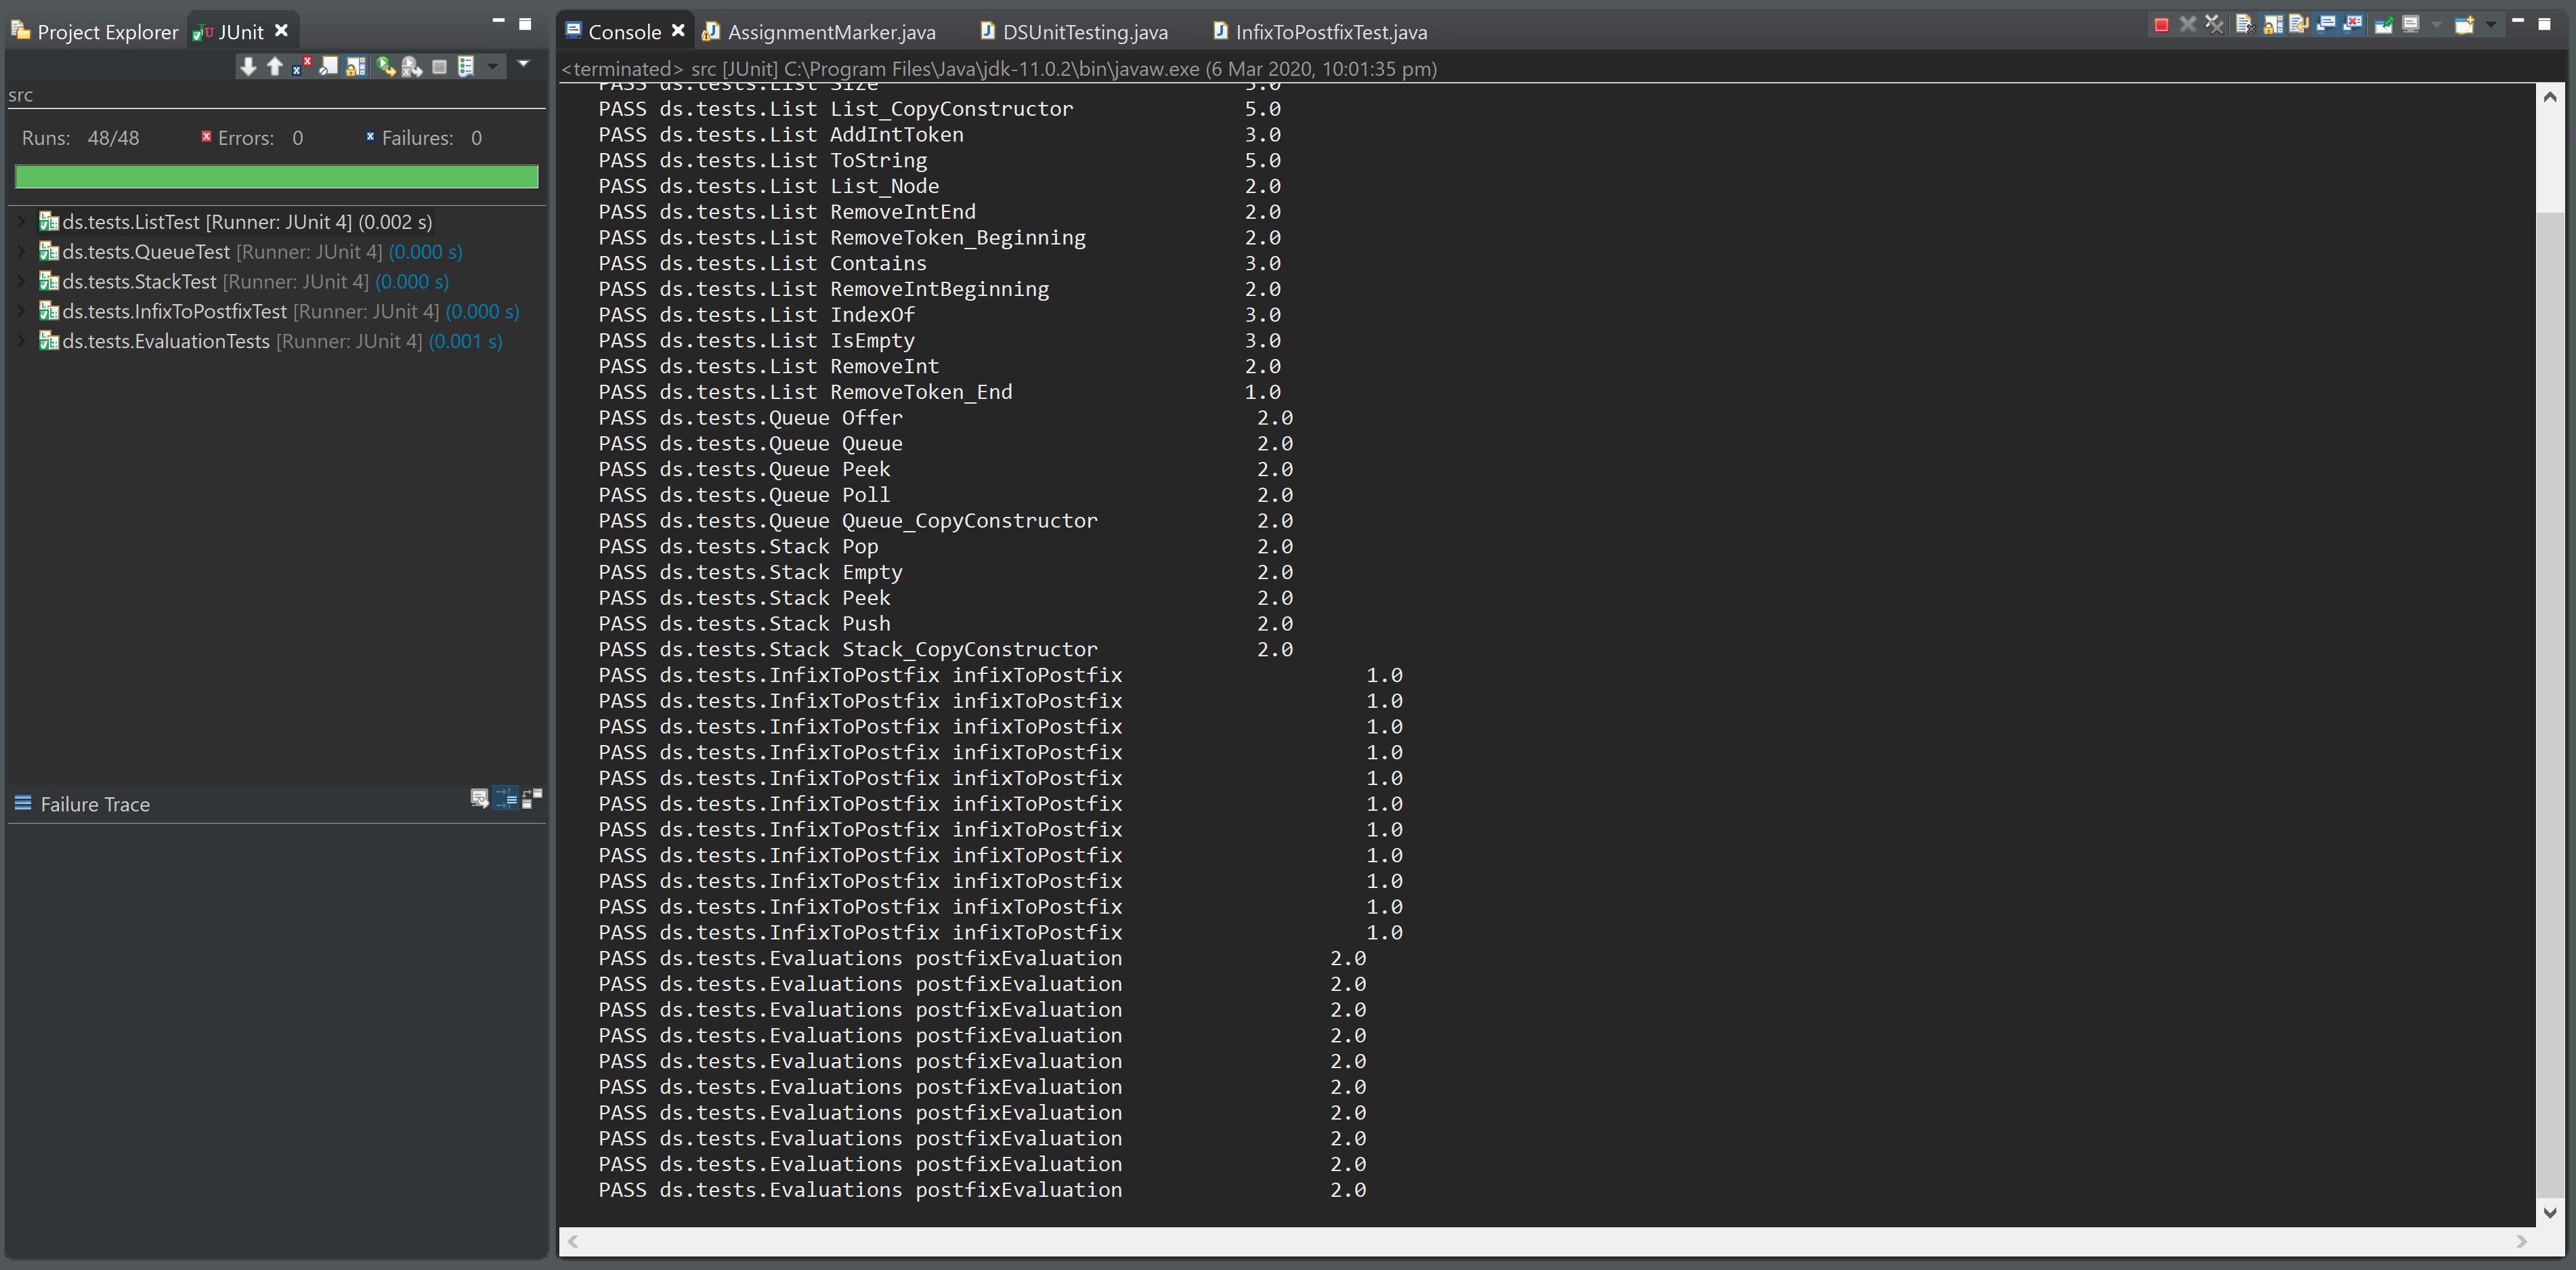 Project Explorer JUnit
src
Runs: 48/48 Errors: 0 Failures: 0
ds.tests.ListTest [Runner: JUnit 4] (0.002 s)
ds.tests.QueueTest [Runner: JUnit 4] (0.000 s)
ds.tests.StackTest [Runner: JUnit 4] (0.000 s)
ds.tests.InfixToPostfixTest [Runner: JUnit 4] (0.000 s)
ds.tests.EvaluationTests [Runner: JUnit 4] (0.001 s)
Failure Trace
Console AssignmentMarker.java DSUnitTesting.java InfixToPostfixTest.java
<terminated> src [JUnit] C:\Program Files\Java\jdk-11.0.2\bin\javaw.exe (6 Mar 2020, 10:01:35 pm)
PASS ds.tests.List Size
PASS ds.tests.List List_CopyConstructor 5.0
PASS ds.tests.List AddIntToken 3.0
PASS ds.tests.List ToString 5.0
PASS ds.tests.List List_Node 2.0
PASS ds.tests.List RemoveIntEnd 2.0
PASS ds.tests.List RemoveToken_Beginning 2.0
PASS ds.tests.List Contains 3.0
PASS ds.tests.List RemoveIntBeginning 2.0
PASS ds.tests.List IndexOf 3.0
PASS ds.tests.List IsEmpty 3.0
PASS ds.tests.List RemoveInt 2.0
PASS ds.tests.List RemoveToken_End 1.0
PASS ds.tests.Queue Offer 2.0
PASS ds.tests.Queue Queue 2.0
PASS ds.tests.Queue Peek 2.0
PASS ds.tests.Queue Poll 2.0
PASS ds.tests.Queue Queue_CopyConstructor 2.0
PASS ds.tests.Stack Pop 2.0
PASS ds.tests.Stack Empty 2.0
PASS ds.tests.Stack Peek 2.0
PASS ds.tests.Stack Push 2.0
PASS ds.tests.Stack Stack_CopyConstructor 2.0
PASS ds.tests.InfixToPostfix infixToPostfix 1.0
PASS ds.tests.InfixToPostfix infixToPostfix 1.0
PASS ds.tests.InfixToPostfix infixToPostfix 1.0
PASS ds.tests.InfixToPostfix infixToPostfix 1.0
PASS ds.tests.InfixToPostfix infixToPostfix 1.0
PASS ds.tests.InfixToPostfix infixToPostfix 1.0
PASS ds.tests.InfixToPostfix infixToPostfix 1.0
PASS ds.tests.InfixToPostfix infixToPostfix 1.0
PASS ds.tests.InfixToPostfix infixToPostfix 1.0
PASS ds.tests.InfixToPostfix infixToPostfix 1.0
PASS ds.tests.InfixToPostfix infixToPostfix 1.0
PASS ds.tests.Evaluations postfixEvaluation 2.0
PASS ds.tests.Evaluations postfixEvaluation 2.0
PASS ds.tests.Evaluations postfixEvaluation 2.0
PASS ds.tests.Evaluations postfixEvaluation 2.0
PASS ds.tests.Evaluations postfixEvaluation 2.0
PASS ds.tests.Evaluations postfixEvaluation 2.0
PASS ds.tests.Evaluations postfixEvaluation 2.0
PASS ds.tests.Evaluations postfixEvaluation 2.0
PASS ds.tests.Evaluations postfixEvaluation 2.0
PASS ds.tests.Evaluations postfixEvaluation 2.0